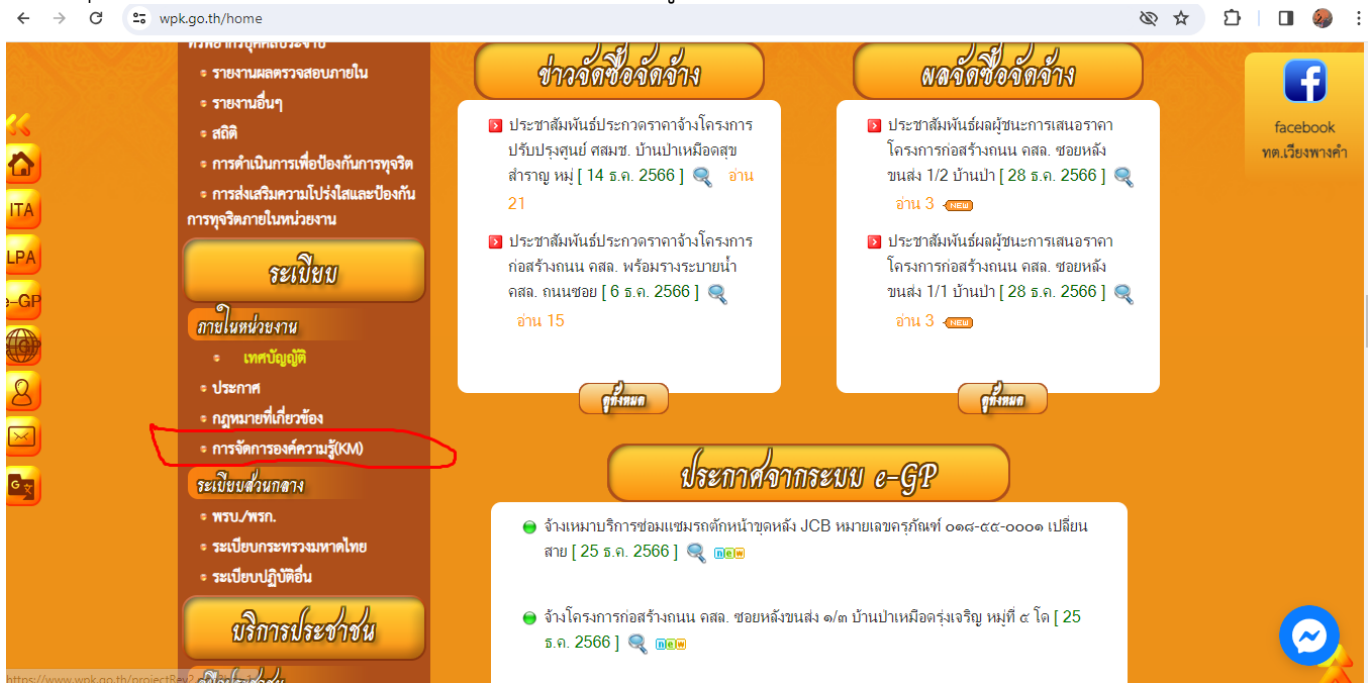 wpk.go.th/home
ทรัพยากรบุคคลประจำปี
รายงานผลตรวจสอบภายใน
รายงานอื่นๆ
สถิติ
การดำเนินการเพื่อป้องกันการทุจริต
การส่งเสริมความโปร่งใสและป้องกัน
การทุจริตภายในหน่วยงาน
ระเบียบ
ภายในหน่วยงาน
เทศบัญญัติ
ประกาศ
กฎหมายที่เกี่ยวข้อง
การจัดการองค์ความรู้(KM)
ระเบียบส่วนกลาง
พรบ./พรก.
ระเบียบกระทรวงมหาดไทย
ระเบียบปฏิบัติอื่น
บริการประชาชน
คู่มือประชาชน
ITA
LPA
e-GP
ข่าวจัดซื้อจัดจ้าง
ประชาสัมพันธ์ประกวดราคาจ้างโครงการ
ปรับปรุงศูนย์ ศสมช. บ้านป่าเหมือดสุข
สำราญ หมู่ [ 14 ธ.ค. 2566 ] อ่าน
21
ประชาสัมพันธ์ประกวดราคาจ้างโครงการ
ก่อสร้างถนน คสล. พร้อมรางระบายน้ำ
คสล. ถนนซอย [ 6 ธ.ค. 2566 ]
อ่าน 15
ดูทั้งหมด
ผลจัดซื้อจัดจ้าง
ประชาสัมพันธ์ผลผู้ชนะการเสนอราคา
โครงการก่อสร้างถนน คสล. ซอยหลัง
ขนส่ง 1/2 บ้านป่า [ 28 ธ.ค. 2566 ]
อ่าน 3 NEW
ประชาสัมพันธ์ผลผู้ชนะการเสนอราคา
โครงการก่อสร้างถนน คสล. ซอยหลัง
ขนส่ง 1/1 บ้านป่า [ 28 ธ.ค. 2566 ]
อ่าน 3 NEW
ดูทั้งหมด
ประกาศจากระบบ e-GP
จ้างเหมาบริการซ่อมแซมรถตักหน้าขุดหลัง JCB หมายเลขครุภัณฑ์ ๐๑๘-๕๕-๐๐๐๑ เปลี่ยน
สาย [ 25 ธ.ค. 2566 ] new
จ้างโครงการก่อสร้างถนน คสล. ซอยหลังขนส่ง ๑/๓ บ้านป่าเหมือดรุ่งเจริญ หมู่ที่ ๕ โด [ 25
ธ.ค. 2566 ] new
facebook
ทต.เวียงพางคำ